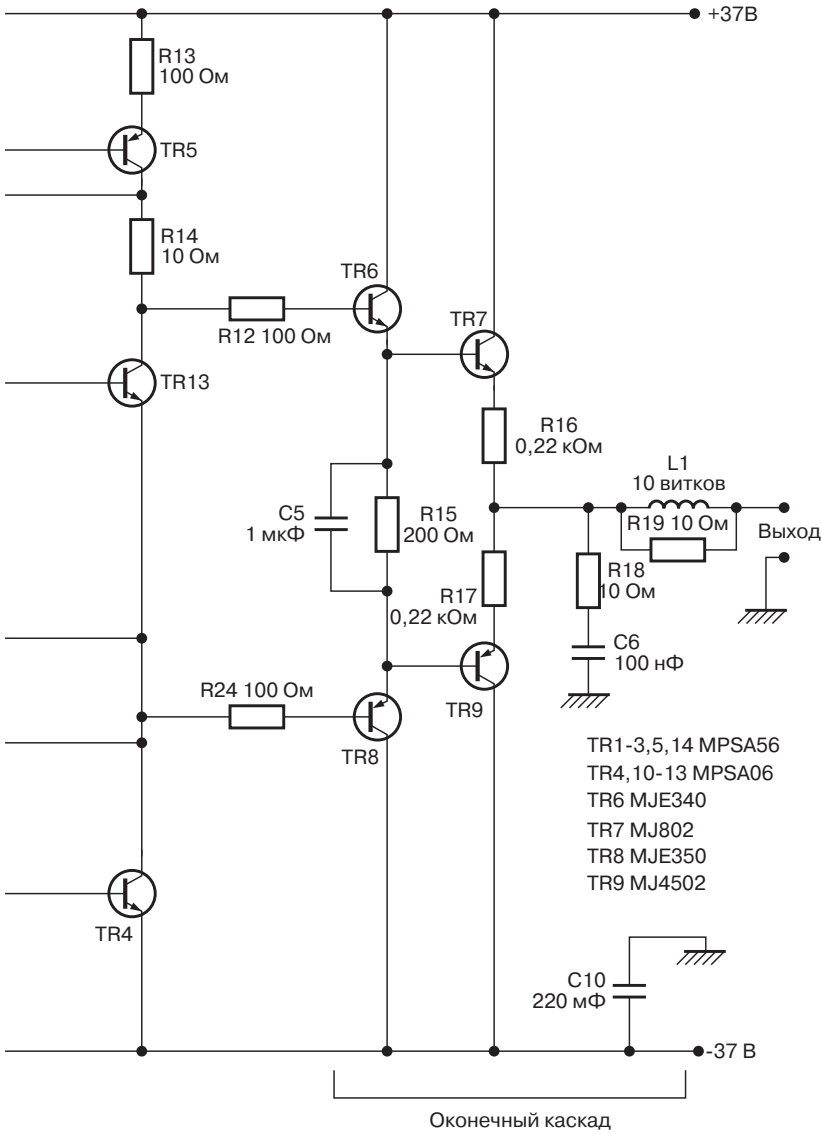 +37В
R13
100 Ом
TR5
R14
10 Ом
TR6
R12 100 Ом
TR7
TR13
R16
0,22 кОм
L1
10 витков
C5
1 мкФ
R15
200 Ом
R19 10 Ом
Выход
R18
10 Ом
R17
0,22 кОм
C6
100 нФ
R24 100 Ом
TR9
TR8
TR1-3,5,14 MPSA56
TR4,10-13 MPSA06
TR6 MJE340
TR7 MJ802
TR8 MJE350
TR9 MJ4502
TR4
C10
220 мФ
-37 В
Оконечный каскад